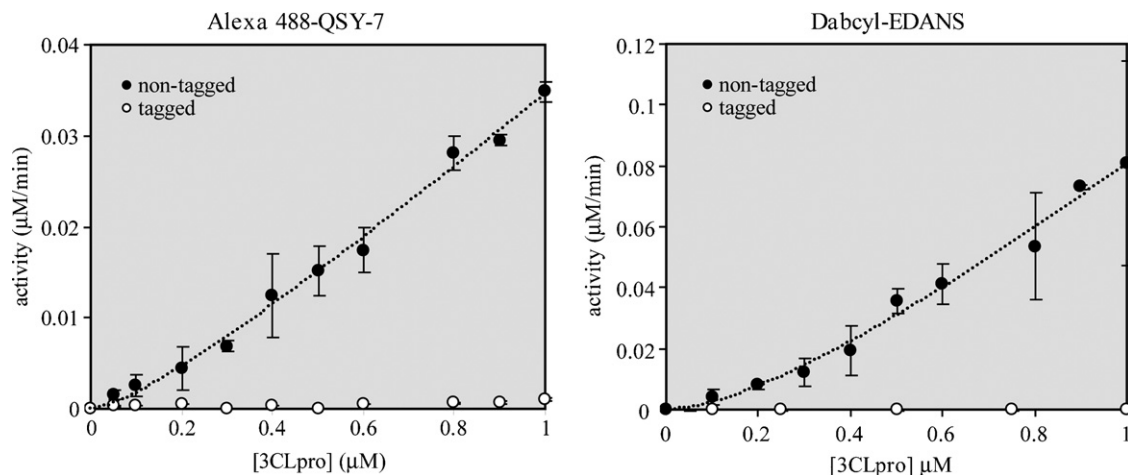 Alexa 488-QSY-7
0.04
0.03
0.02
0.01
0
activity (μM/min)
non-tagged
tagged
0
0.2
0.4
0.6
0.8
1
[3CLpro] (μM)
Dabcyl-EDANS
0.12
0.1
0.08
0.06
0.04
0.02
0
activity (μM/min)
non-tagged
tagged
0
0.2
0.4
0.6
0.8
1
[3CLpro] μM